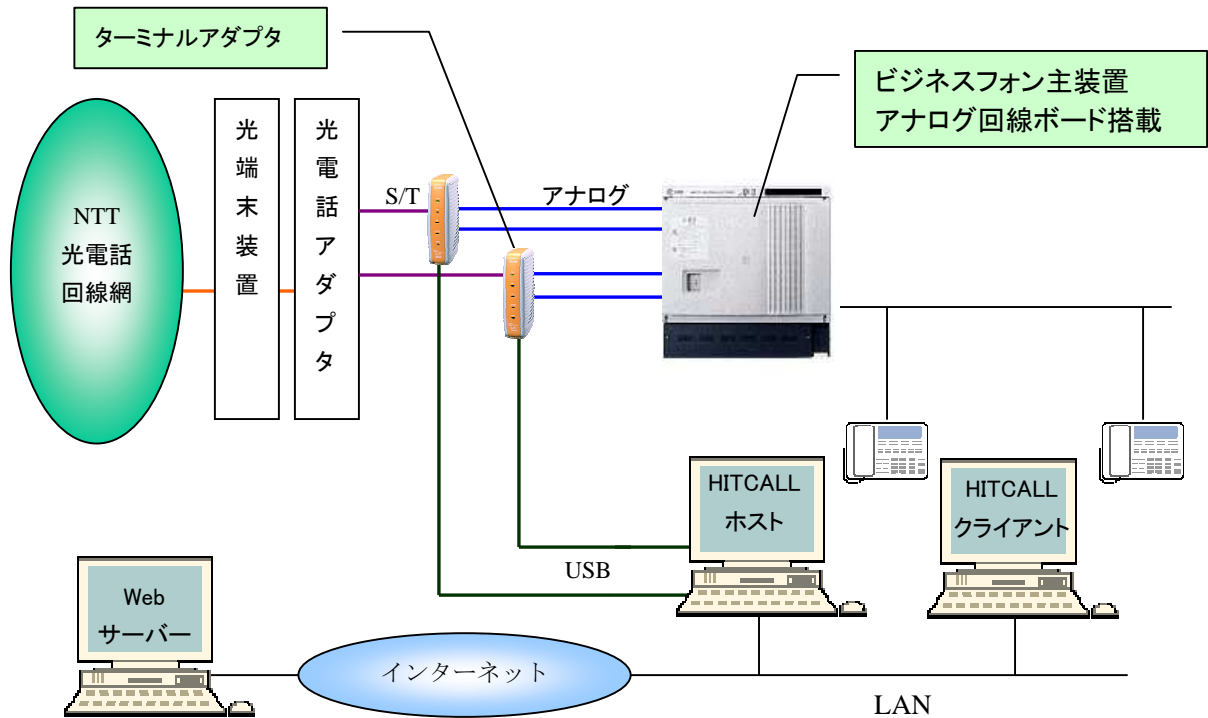 ターミナルアダプタ
ビジネスフォン主装置
アナログ回線ボード搭載
NTT
光電話
回線網
光端末装置
光電話アダプタ
S/T
アナログ
HITCALL
ホスト
HITCALL
クライアント
USB
Web
サーバー
インターネット
LAN